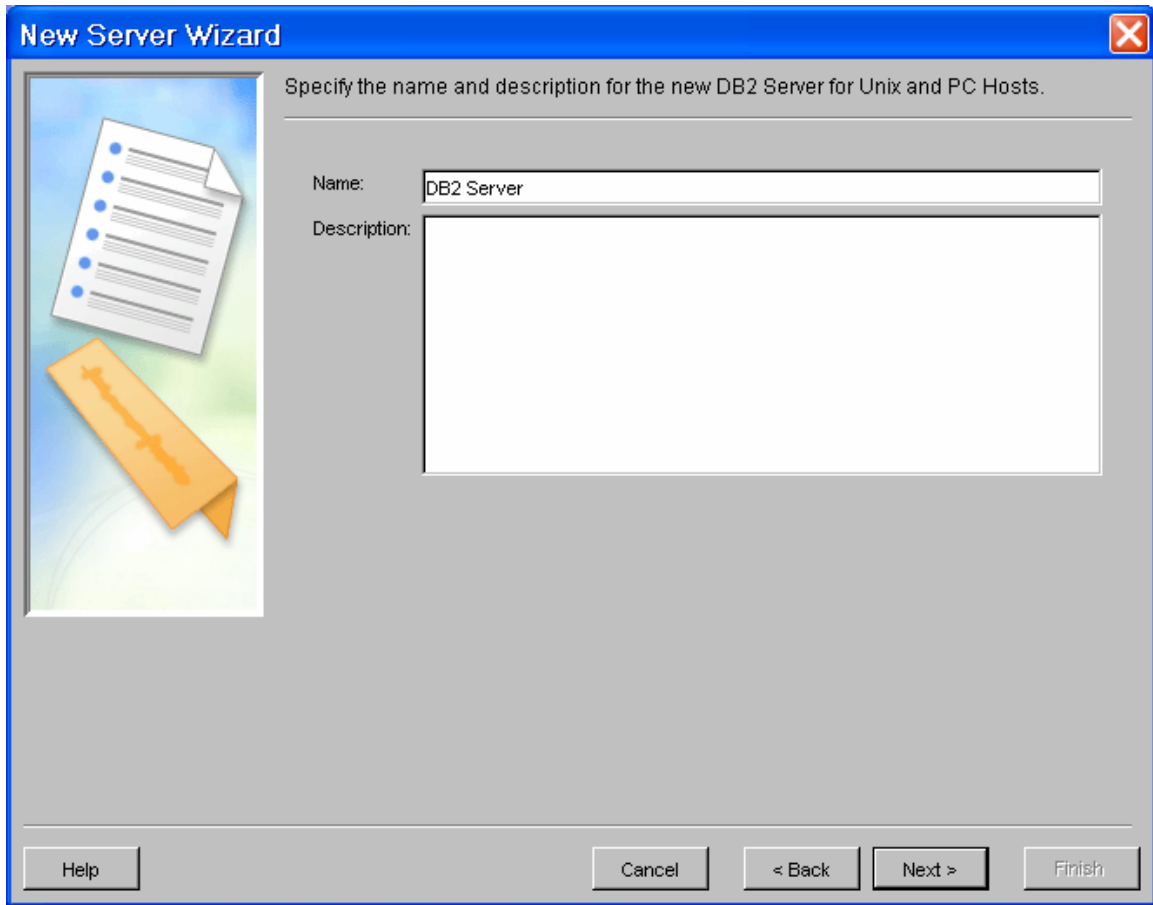 New Server Wizard
Specify the name and description for the new DB2 Server for Unix and PC Hosts.
Name: DB2 Server
Description:
Help Cancel < Back Next > Finish